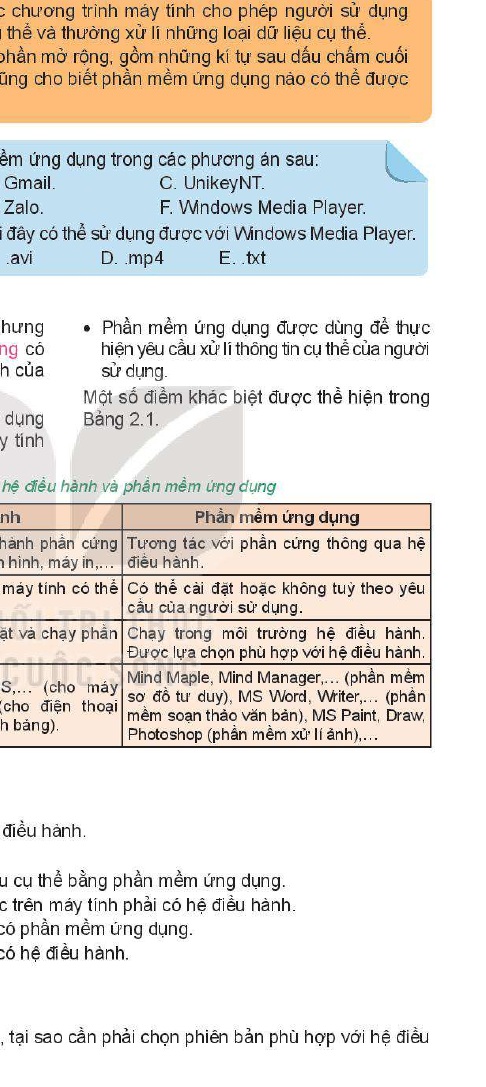 c chương trình máy tính cho phép người sử dụng
thể và thường xử lí những loại dữ liệu cụ thể.
phần mở rộng, gồm những kí tự sau dấu chấm cuối
ũng cho biết phần mềm ứng dụng nào có thể được
ềm ứng dụng trong các phương án sau:
Gmail. C. UnikeyNT.
Zalo. F. Windows Media Player.
i đây có thể sử dụng được với Windows Media Player.
.avi D. .mp4 E. .txt
hưng
ng có
h của
dụng
y tính
• Phần mềm ứng dụng được dùng để thực
hiện yêu cầu xử lí thông tin cụ thể của người
sử dụng.
Một số điểm khác biệt được thể hiện trong
Bảng 2.1.
hệ điều hành và phần mềm ứng dụng
nh Phần mềm ứng dụng
hành phần cứng Tương tác với phần cứng thông qua hệ
n hình, máy in,... điều hành.
máy tính có thể Có thể cài đặt hoặc không tuỳ theo yêu
cầu của người sử dụng.
ặt và chạy phần Chạy trong môi trường hệ điều hành.
Được lựa chọn phù hợp với hệ điều hành.
S,... (cho máy
(cho điện thoại
h bảng).
Mind Maple, Mind Manager,... (phần mềm
sơ đồ tư duy), MS Word, Writer,... (phần
mềm soạn thảo văn bản), MS Paint, Draw,
Photoshop (phần mềm xử lí ảnh),...
ỐI TRI THỨC
CUỘC SỐNG
điều hành.
u cụ thể bằng phần mềm ứng dụng.
c trên máy tính phải có hệ điều hành.
có phần mềm ứng dụng.
có hệ điều hành.
, tại sao cần phải chọn phiên bản phù hợp với hệ điều